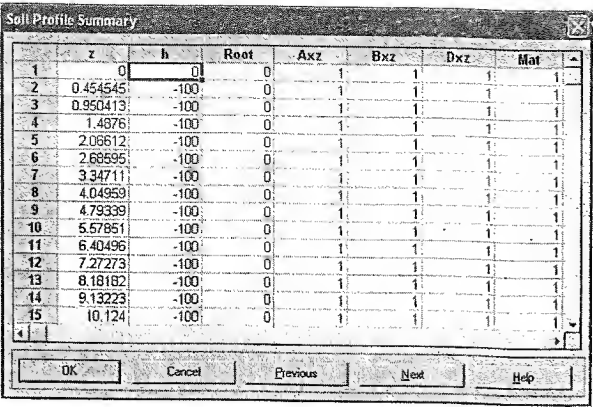 Soil Profile Summary
z h Root Axz Bxz Dxz Mat
1 0 0 0 1 1 1 1
2 0.454545 -100 0 1 1 1 1
3 0.950413 -100 0 1 1 1 1
4 1.4876 -100 0 1 1 1 1
5 2.06612 -100 0 1 1 1 1
6 2.68595 -100 0 1 1 1 1
7 3.34711 -100 0 1 1 1 1
8 4.04959 -100 0 1 1 1 1
9 4.79339 -100 0 1 1 1 1
10 5.57851 -100 0 1 1 1 1
11 6.40496 -100 0 1 1 1 1
12 7.27273 -100 0 1 1 1 1
13 8.18182 -100 0 1 1 1 1
14 9.13223 -100 0 1 1 1 1
15 10.124 -100 0 1 1 1 1
OK Cancel Previous Next Help